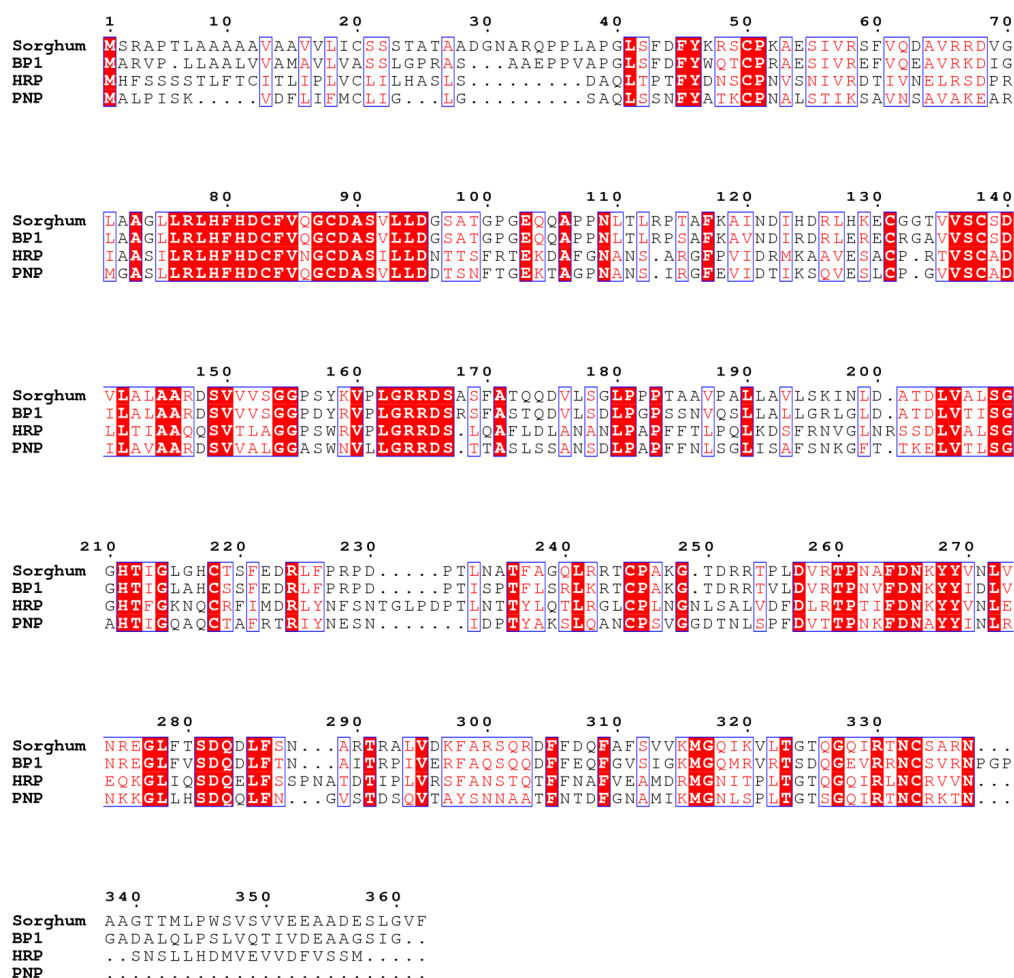 1 10 20 30 40 50 60 70
Sorghum MSRAPTLAAAAAVAAVVLICSSSTATAADGNARQPPLAPGLSFDFYKRSCPKAESIVRSFVQDAVRRDVG
BP1 MARVP.LLAALVVAMAVLVASSLGPRAS...AAEPPVAPGLSFDFYWQTCPRAESIVREFVQEAVRKDIG
HRP MHFSSSSTLFTCITLIPLVCLILHASLS.........DAQLTPTFYDNSCPNVSNIVRDTIVNELRSDPR
PNP MALPISK.....VDFLIFMCLIG...LG.........SAQLSSNFYATKCPNALSTIKSAVNSAVAKEAR
80 90 100 110 120 130 140
Sorghum LAAGLLRLHFHDCFVQGCDASVLLDGSATGPGEQQAPPNLTLRPTAFKAINDIHDRLHKECGGTVVSCSD
BP1 LAAGLLRLHFHDCFVQGCDASVLLDGSATGPGEQQAPPNLTLRPSAFKAVNDIRDRLERECRGAVVSCSD
HRP IAASILRLHFHDCFVNGCDASILLDNTTSFRTEKDAFGNANS.ARGFPVIDRMKAAVESACP.RTVSCAD
PNP MGASLLRLHFHDCFVQGCDASVLLDDTSNFTGEKTAGPNANS.IRGFEVIDTIKSQVESLCP.GVVSCAD
150 160 170 180 190 200
Sorghum VLALAARDSVVVSGGPSYKVPLGRRDSASFATQQDVLSGLPPPTAAVPALLAVLSKINLD.ATDLVALSG
BP1 ILALAARDSVVVSGGPDYRVPLGRRDSRSFASTQDVLSDLPGPSSNVQSLLALLGRLGLD.ATDLVTISG
HRP LLTIAAQQSVTLAGGPSWRVPLGRRDS.LQAFLDLANANLPAPFFTLPQLKDSFRNVGLNRSSDLVALSG
PNP ILAVAARDSVVALGGASWNVLLGRRDS.TTASLSSANSDLPAPFFNLSGLISAFSNKGFT.TKELVTLSG
210 220 230 240 250 260 270
Sorghum GHTIGLGHCTSFEDRLFPRPD.....PTLNATFAGQLRRTCPAKG.TDRRTPLDVRTPNAFDNKYYVNLV
BP1 GHTIGLAHCSSFEDRLFPRPD.....PTISPTFLSRLKRTCPAKG.TDRRTVLDVRTPNVFDNKYYIDLV
HRP GHTFGKNQCRFIMDRLYNFSNTGLPDPTLNTTYLQTLRGLCPLNGNLSALVDFDLRTPTIFDNKYYVNLE
PNP AHTIGQAQCTAFRTRIYNESN.......IDPTYAKSLQANCPSVGGDTNLSPFDVTTPNKFDNAYYINLR
280 290 300 310 320 330
Sorghum NREGLFTSDQDLFSN...ARTRALVDKFARSQRDFFDQFAFSVVKMGQIKVLTGTQGQIRTNCSARN...
BP1 NREGLFVSDQDLFTN...AITRPIVERFAQSQQDFFEQFGVSIGKMGQMRVRTSDQGEVRRNCSVRNPGP
HRP EQKGLIQSDQELFSSPNATDTIPLVRSFANSTQTFFNAFVEAMDRMGNITPLTGTQGQIRLNCRVVN...
PNP NKKGLLHSDQQLFN...GVSTDSQVTAYSNNAATFNTDFGNAMIKMGNLSPLTGTSGQIRTNCRKTN...
340 350 360
Sorghum AAGTTMLPWSVSVVEEAADESLGVF
BP1 GADALQLPSLVQTIVDEAAGSIG..
HRP ..SNSLLHDMVEVVDFVSSM.....
PNP .........................